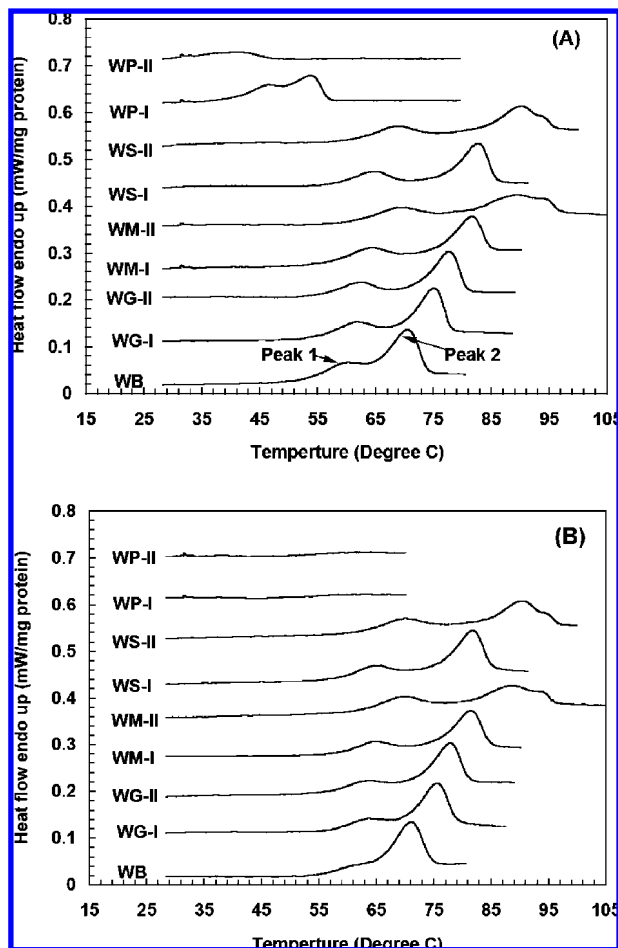 (A)
Heat flow endo up (mW/mg protein)
0.8
0.7
0.6
0.5
0.4
0.3
0.2
0.1
0
WP-II
WP-I
WS-II
WS-I
WM-II
WM-I
WG-II
WG-I
WB
Peak 1
Peak 2
15 25 35 45 55 65 75 85 95 105
Temperture (Degree C)
(B)
Heat flow endo up (mW/mg protein)
0.8
0.7
0.6
0.5
0.4
0.3
0.2
0.1
0
WP-II
WP-I
WS-II
WS-I
WM-II
WM-I
WG-II
WG-I
WB
15 25 35 45 55 65 75 85 95 105
Temperture (Degree C)